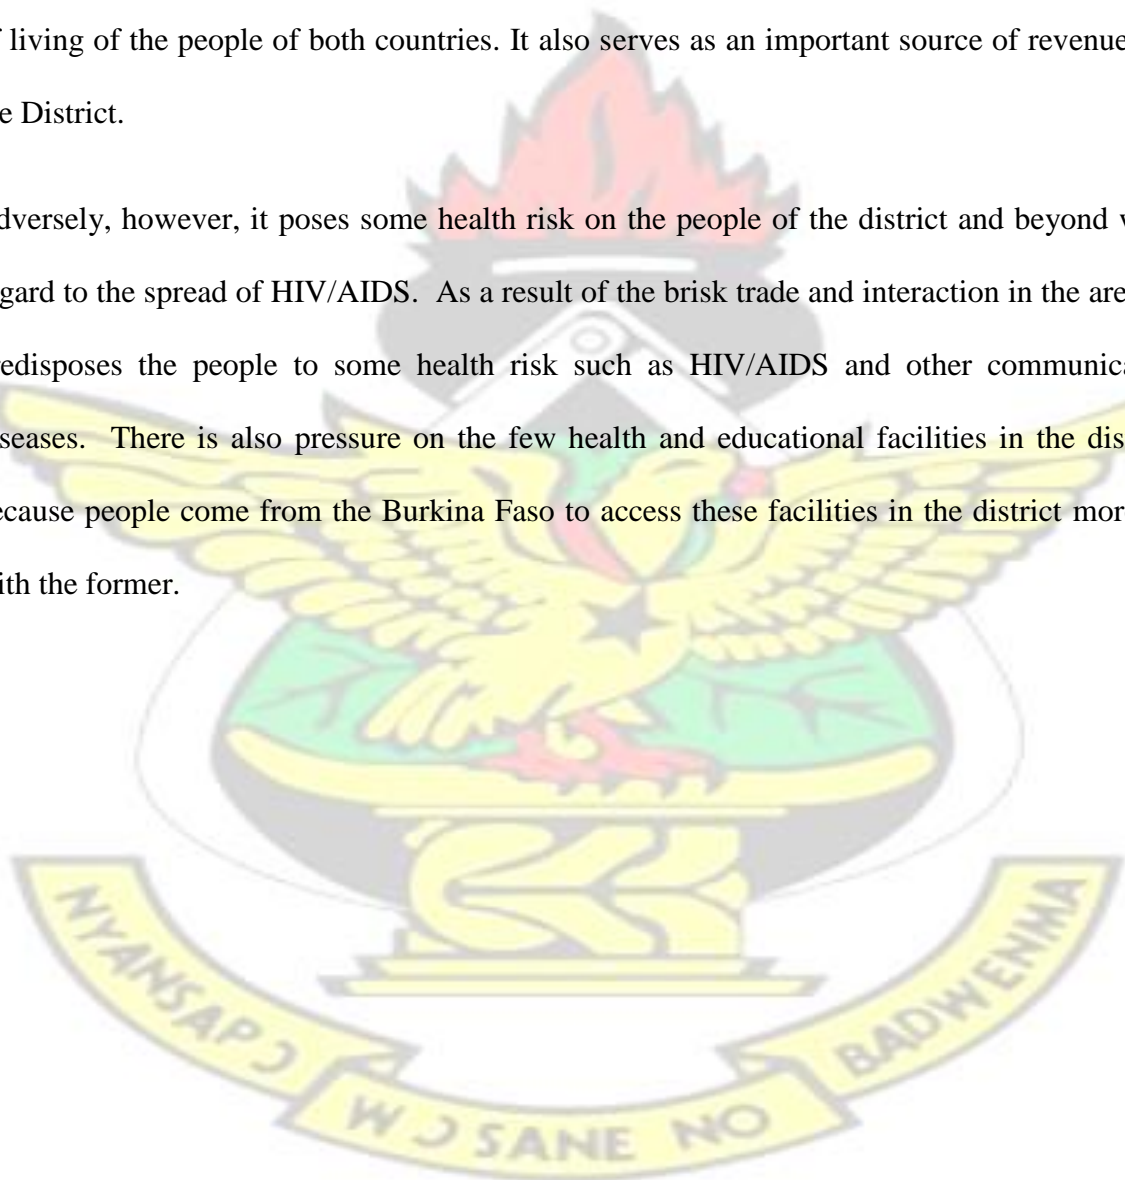 f living of the people of both countries. It also serves as an important source of revenue
e District.
dversely, however, it poses some health risk on the people of the district and beyond
gard to the spread of HIV/AIDS. As a result of the brisk trade and interaction in the are
redisposes the people to some health risk such as HIV/AIDS and other communica
seases. There is also pressure on the few health and educational facilities in the dis
ecause people come from the Burkina Faso to access these facilities in the district mor
ith the former.
NYANSAPƆ
WƆSANE NO
BADWENMA